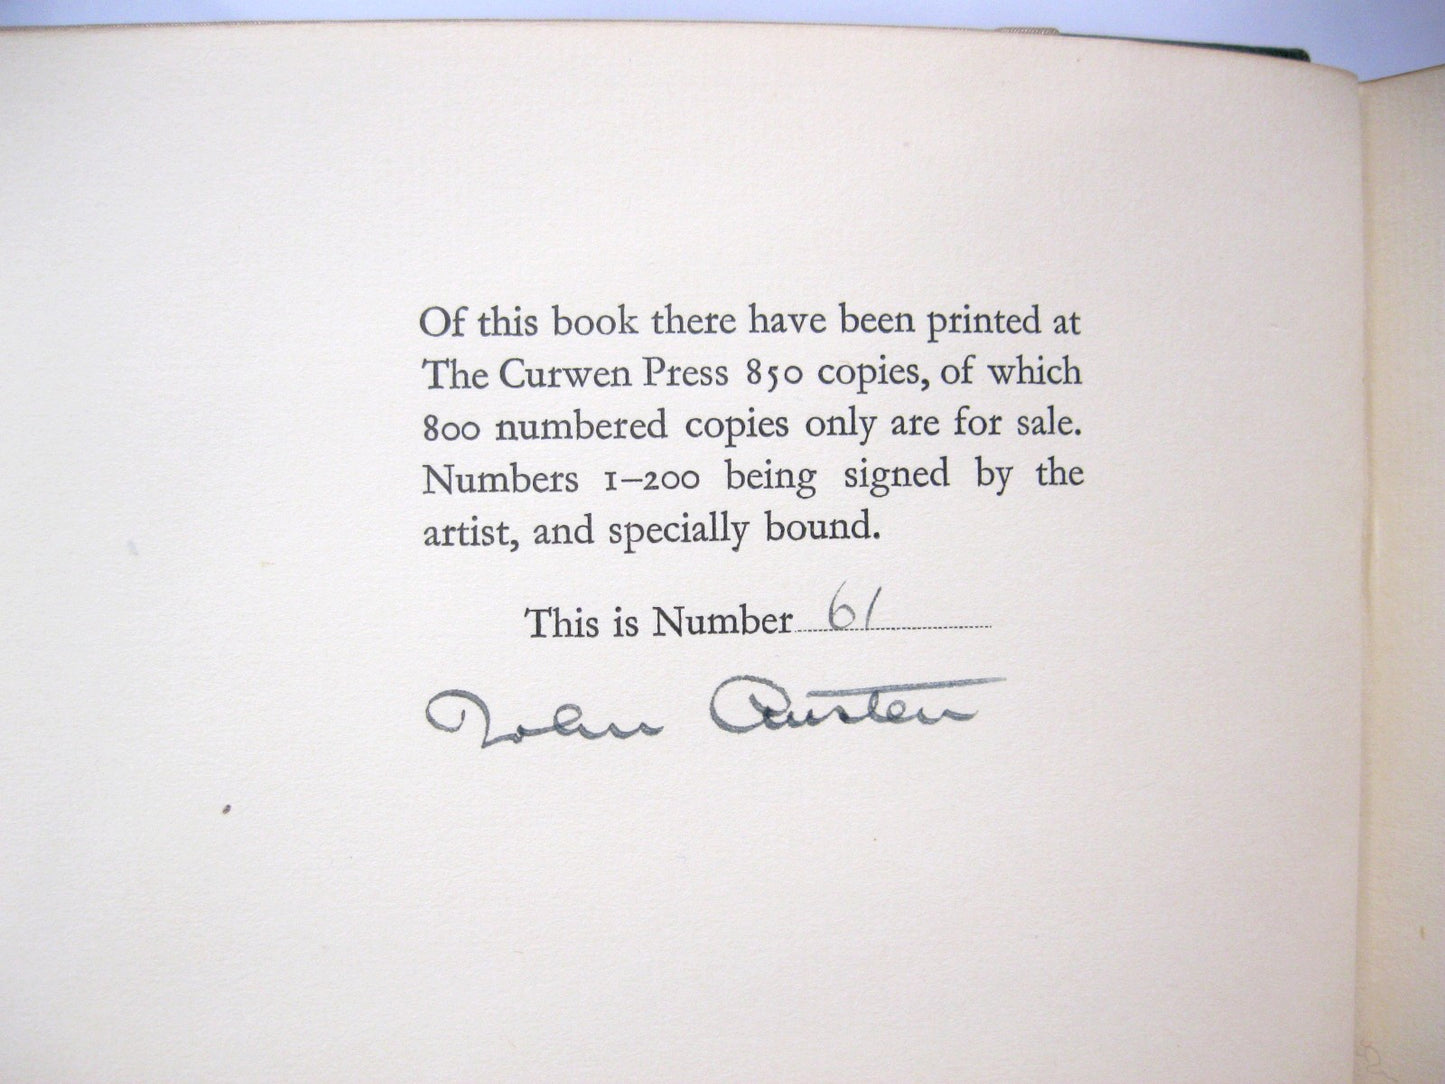 Of this book there have been printed at
The Curwen Press 850 copies, of which
800 numbered copies only are for sale.
Numbers 1–200 being signed by the
artist, and specially bound.
This is Number 61
John Austen